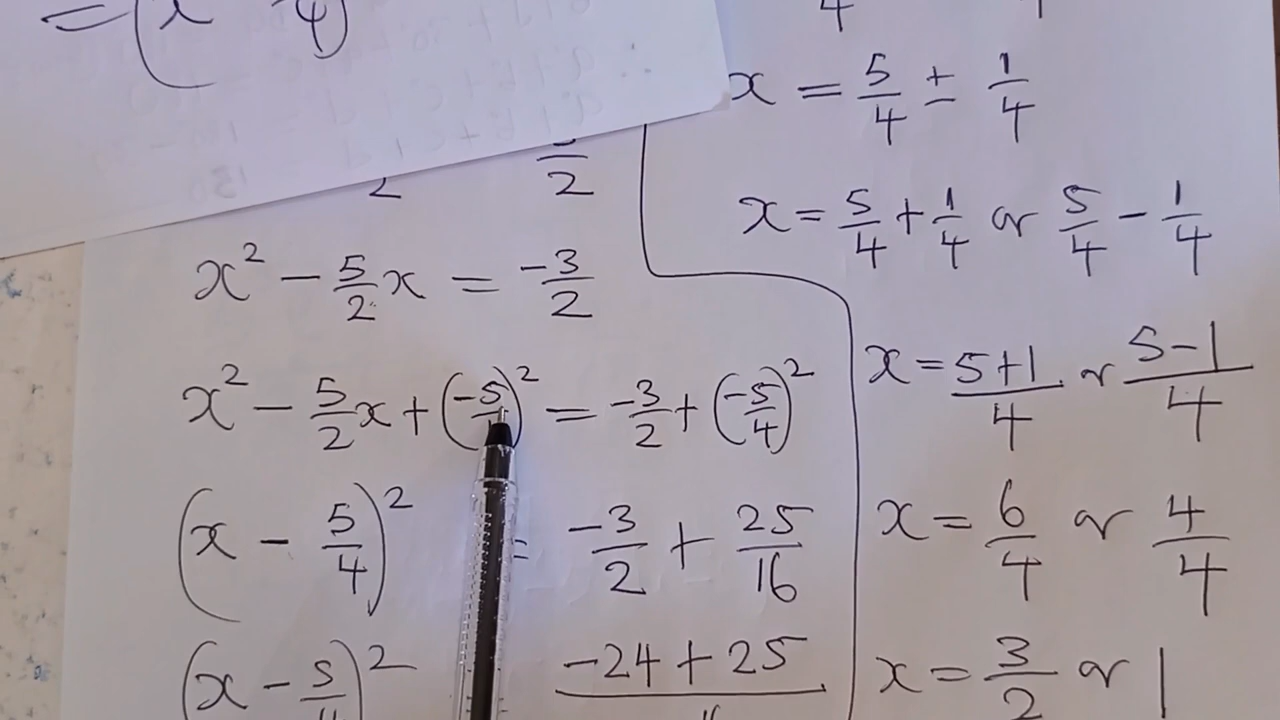 = (x 4)
2 2
x² − 5/2 x = −3/2
x² − 5/2 x + (−5/ )² = −3/2 + (−5/4)²
(x − 5/4)² = −3/2 + 25/16
(x − 5/4)² −24 + 25
4
x = 5/4 ± 1/4
x = 5/4 + 1/4 or 5/4 − 1/4
x = 5+1/4 or 5−1/4
x = 6/4 or 4/4
x = 3/2 or 1